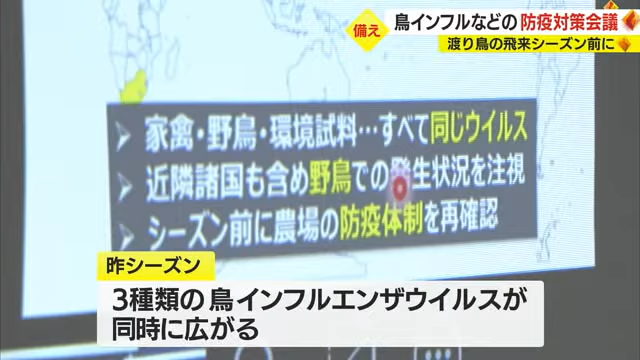 備え
鳥インフルなどの防疫対策会議
渡り鳥の飛来シーズン前に
家禽・野鳥・環境試料…すべて同じウイルス
近隣諸国も含め野鳥での発生状況を注視
シーズン前に農場の防疫体制を再確認
昨シーズン
3種類の鳥インフルエンザウイルスが
同時に広がる